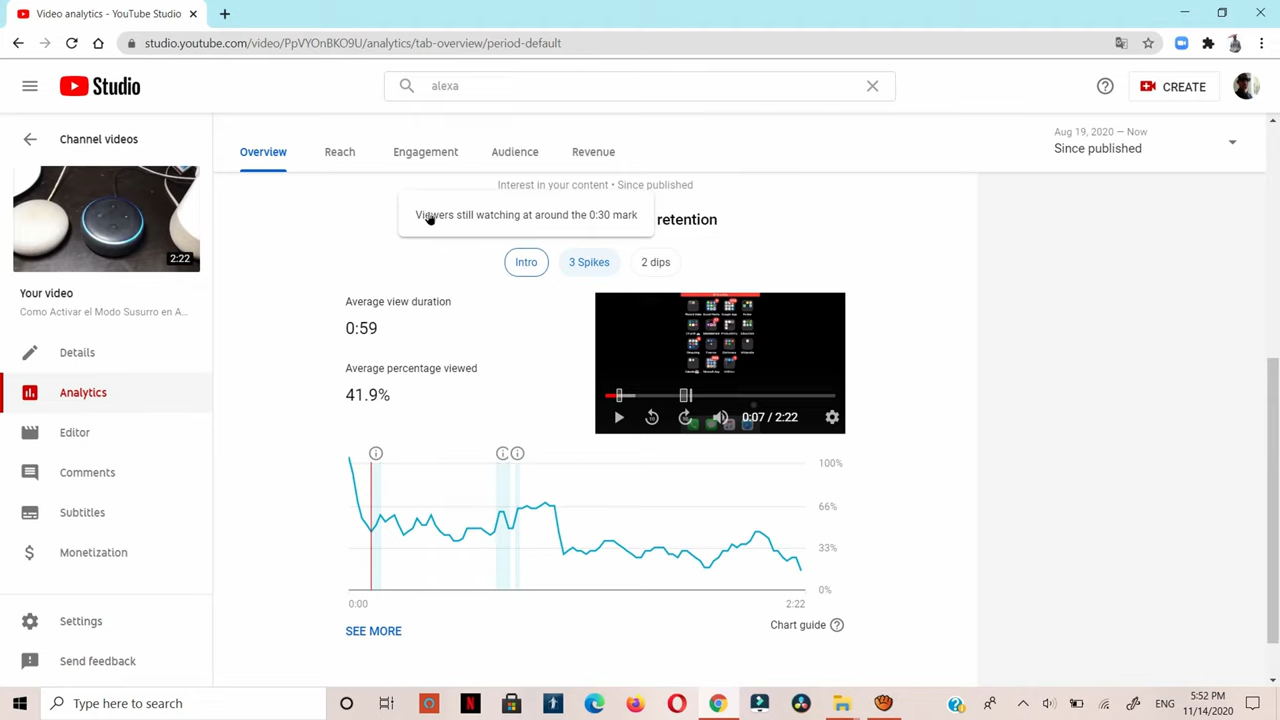 Video analytics - YouTube Studio
studio.youtube.com/video/PpVYOnBKO9U/analytics/tab-overview/period-default
Studio
alexa
CREATE
Channel videos
2:22
Your video
Como Activar el Modo Susurro en A...
Details
Analytics
Editor
Comments
Subtitles
Monetization
Settings
Send feedback
Overview
Reach
Engagement
Audience
Revenue
Aug 19, 2020 — Now
Since published
Interest in your content • Since published
Viewers still watching at around the 0:30 mark
retention
Intro
3 Spikes
2 dips
Average view duration
0:59
Average percentage viewed
41.9%
0:07 / 2:22
100%
66%
33%
0%
0:00
2:22
SEE MORE
Chart guide
Type here to search
ENG
5:52 PM
11/14/2020